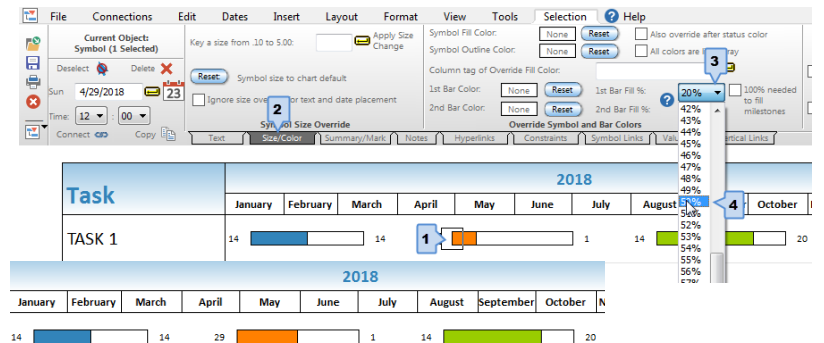 File Connections Edit Dates Insert Layout Format View Tools Selection Help
Current Object:
Symbol (1 Selected)
Deselect Delete
Sun 4/29/2018 23
Time: 12 : 00
Connect Copy
Key a size from .10 to 5.00: Apply Size
Change
Reset Symbol size to chart default
Ignore size for text and date placement
Symbol Size Override
Symbol Fill Color: None Reset Also override after status color
Symbol Outline Color: None Reset All colors are
Column tag of Override Fill Color:
1st Bar Color: None Reset 1st Bar Fill %: 20% 100% needed
to fill
milestones
2nd Bar Color: None Reset 2nd Bar Fill %:
Override Symbol and Bar Colors
Text Size/Color Summary/Mark Notes Hyperlinks Constraints Symbol Links Links
1
2
3
4
42%
43%
44%
45%
46%
47%
48%
49%
50%
51%
52%
53%
54%
55%
56%
57%
Task
2018
January February March April May June July August October
TASK 1
14 14 1 14 20
2018
January February March April May June July August September October N
14 14 29 1 14 20